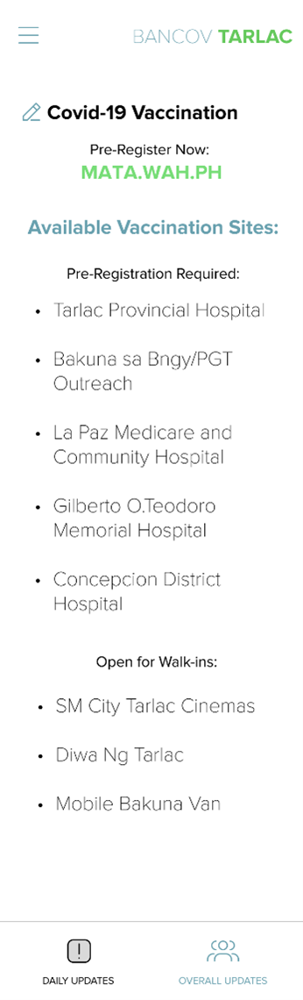 BANCOV TARLAC
Covid-19 Vaccination
Pre-Register Now:
MATA.WAH.PH
Available Vaccination Sites:
Pre-Registration Required:
• Tarlac Provincial Hospital
• Bakuna sa Bngy/PGT
Outreach
• La Paz Medicare and
Community Hospital
• Gilberto O.Teodoro
Memorial Hospital
• Concepcion District
Hospital
Open for Walk-ins:
• SM City Tarlac Cinemas
• Diwa Ng Tarlac
• Mobile Bakuna Van
DAILY UPDATES
OVERALL UPDATES